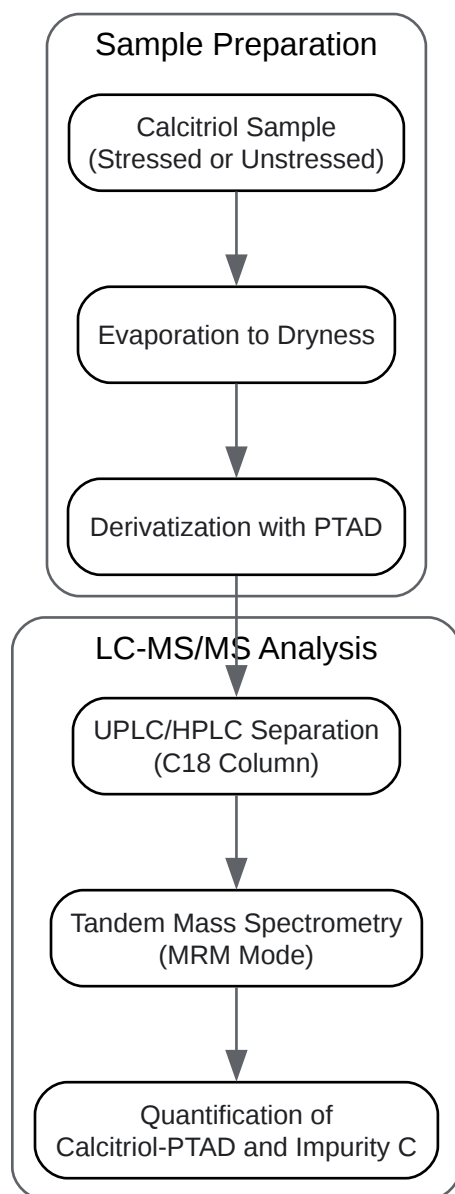 Sample Preparation
Calcitriol Sample
(Stressed or Unstressed)
Evaporation to Dryness
Derivatization with PTAD
LC-MS/MS Analysis
UPLC/HPLC Separation
(C18 Column)
Tandem Mass Spectrometry
(MRM Mode)
Quantification of
Calcitriol-PTAD and Impurity C